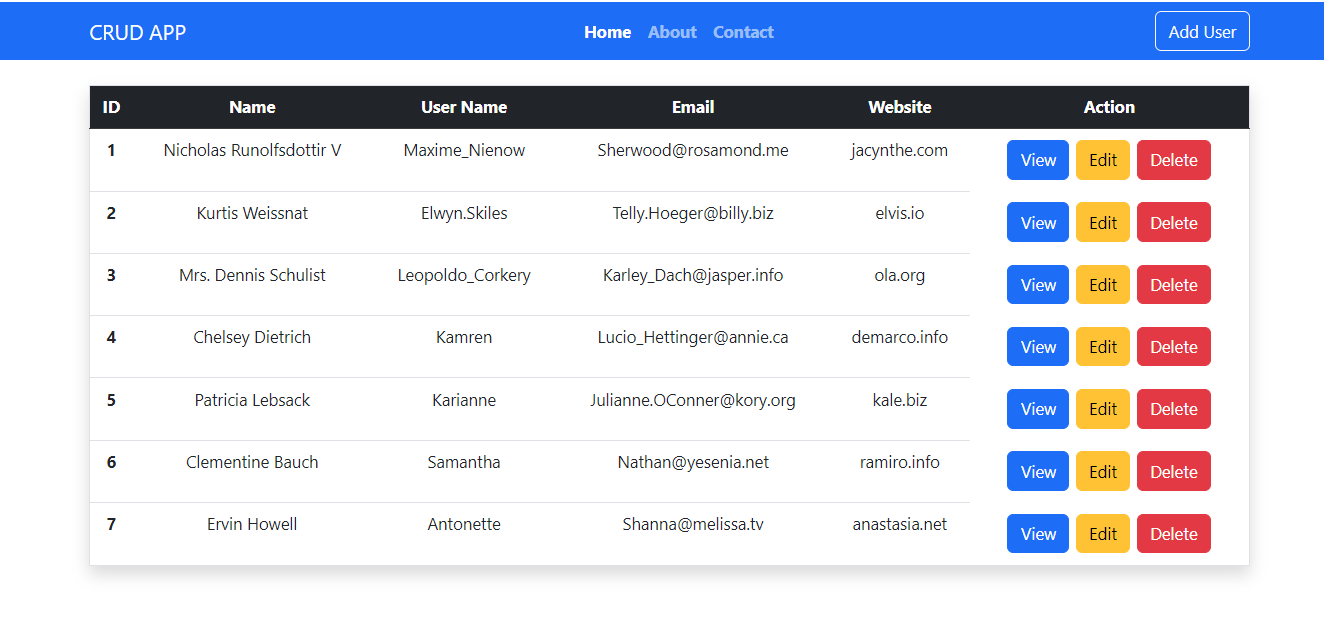 CRUD APP Home About Contact Add User
ID Name User Name Email Website Action
1 Nicholas Runolfsdottir V Maxime_Nienow Sherwood@rosamond.me jacynthe.com View Edit Delete
2 Kurtis Weissnat Elwyn.Skiles Telly.Hoeger@billy.biz elvis.io View Edit Delete
3 Mrs. Dennis Schulist Leopoldo_Corkery Karley_Dach@jasper.info ola.org View Edit Delete
4 Chelsey Dietrich Kamren Lucio_Hettinger@annie.ca demarco.info View Edit Delete
5 Patricia Lebsack Karianne Julianne.OConner@kory.org kale.biz View Edit Delete
6 Clementine Bauch Samantha Nathan@yesenia.net ramiro.info View Edit Delete
7 Ervin Howell Antonette Shanna@melissa.tv anastasia.net View Edit Delete